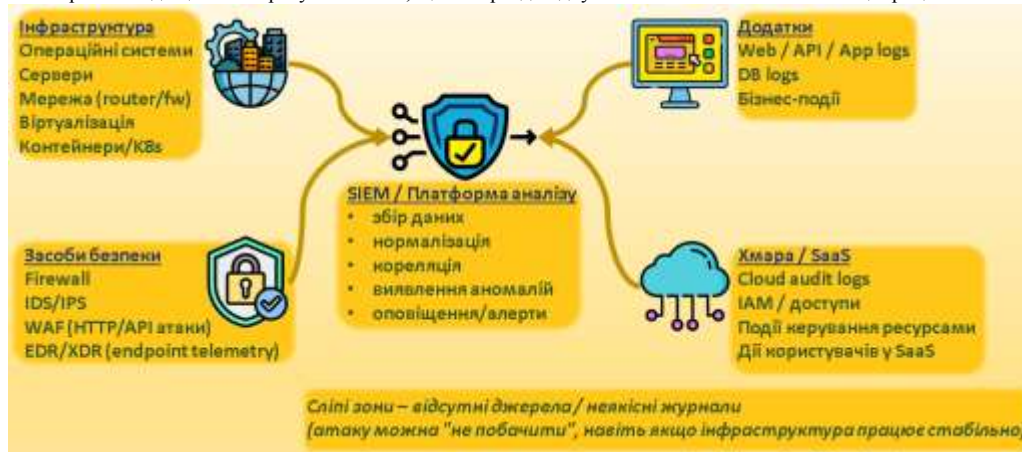 Інфраструктура
Операційні системи
Сервери
Мережа (router/fw)
Віртуалізація
Контейнери/K8s
Додатки
Web / API / App logs
DB logs
Бізнес-події
SIEM / Платформа аналізу
• збір даних
• нормалізація
• кореляція
• виявлення аномалій
• оповіщення/алерти
Засоби безпеки
Firewall
IDS/IPS
WAF (HTTP/API атаки)
EDR/XDR (endpoint telemetry)
Хмара / SaaS
Cloud audit logs
IAM / доступи
Події керування ресурсами
Дії користувачів у SaaS
Сліпі зони – відсутні джерела / неякісні журнали
(атаку можна "не побачити", навіть якщо інфраструктура працює стабільно)